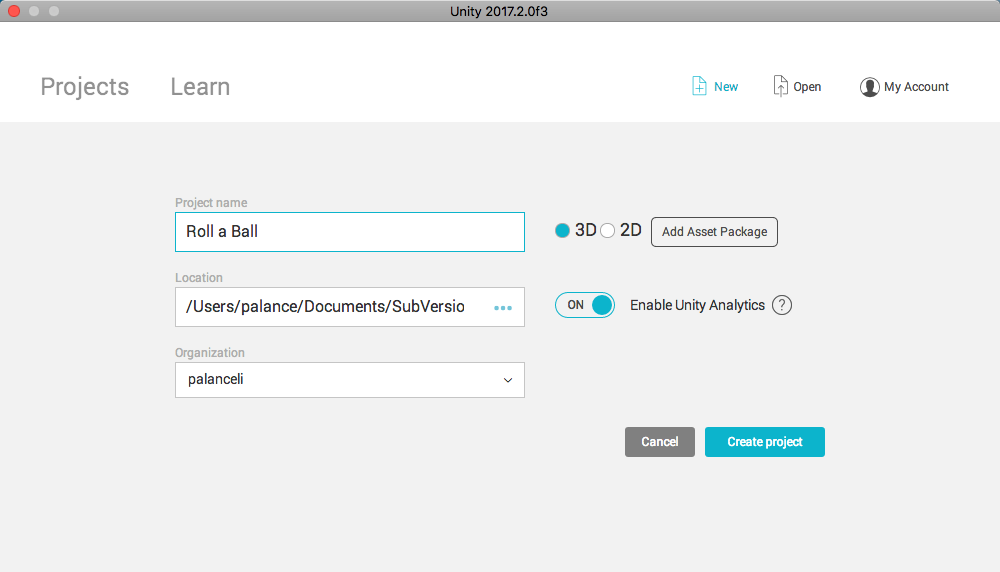 Unity 2017.2.0f3
Projects Learn New Open My Account
Project name
Roll a Ball 3D 2D Add Asset Package
Location
/Users/palance/Documents/SubVersio ••• ON Enable Unity Analytics ?
Organization
palanceli
Cancel Create project